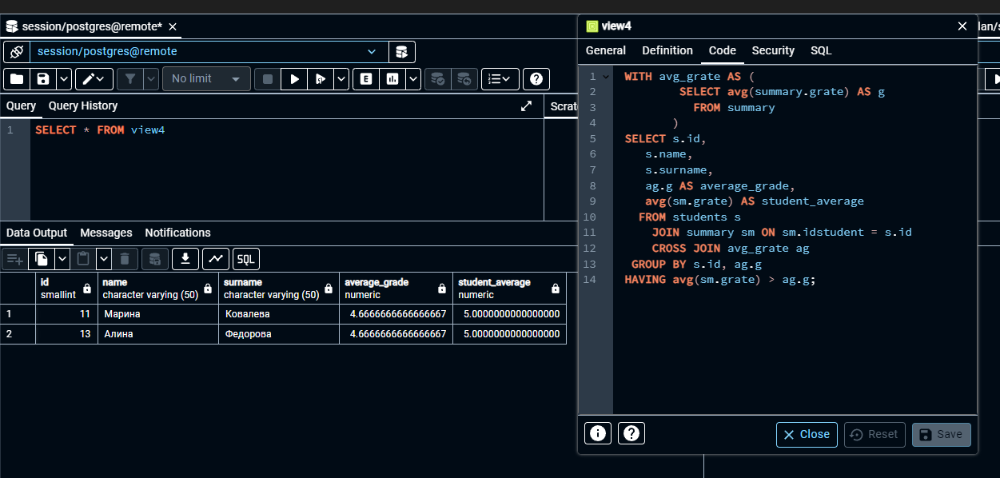 session/postgres@remote*
session/postgres@remote
No limit
E
Query Query History
Scrat
1 SELECT * FROM view4
Data Output Messages Notifications
SQL
id smallint
name character varying (50)
surname character varying (50)
average_grade numeric
student_average numeric
1 11 Марина Ковалева 4.6666666666666667 5.0000000000000000
2 13 Алина Федорова 4.6666666666666667 5.0000000000000000
view4
lan/s
General Definition Code Security SQL
1 WITH avg_grate AS (
2 SELECT avg(summary.grate) AS g
3 FROM summary
4 )
5 SELECT s.id,
6 s.name,
7 s.surname,
8 ag.g AS average_grade,
9 avg(sm.grate) AS student_average
10 FROM students s
11 JOIN summary sm ON sm.idstudent = s.id
12 CROSS JOIN avg_grate ag
13 GROUP BY s.id, ag.g
14 HAVING avg(sm.grate) > ag.g;
Close Reset Save